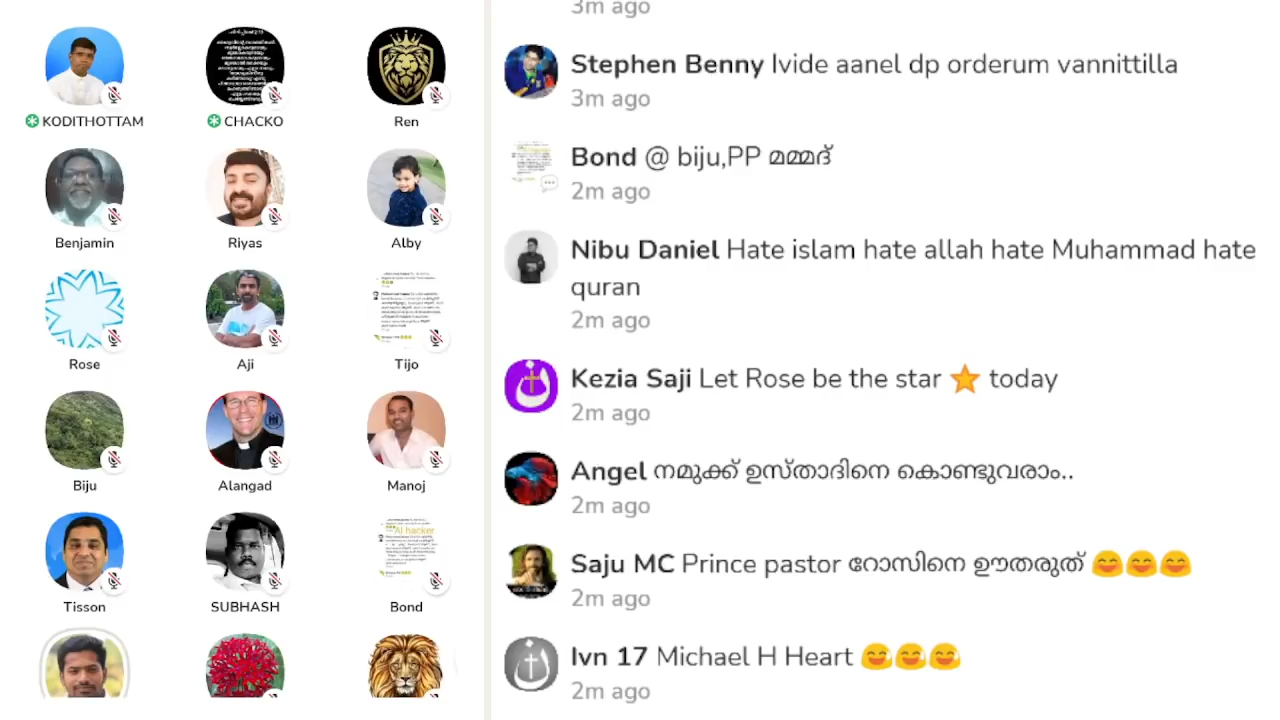 KODITHOTTAM
CHACKO
Ren
Benjamin
Riyas
Alby
Rose
Aji
Tijo
Biju
Alangad
Manoj
Tisson
SUBHASH
AI hacker
Bond
3m ago
Stephen Benny Ivide aanel dp orderum vannittilla
3m ago
Bond @ biju,PP മമ്മദ്
2m ago
Nibu Daniel Hate islam hate allah hate Muhammad hate
quran
2m ago
Kezia Saji Let Rose be the star ⭐ today
2m ago
Angel നമുക്ക് ഉസ്താദിനെ കൊണ്ടുവരാം..
2m ago
Saju MC Prince pastor റോസിനെ ഊതരുത് 😄😄😄
2m ago
Ivn 17 Michael H Heart 😄😄😄
2m ago